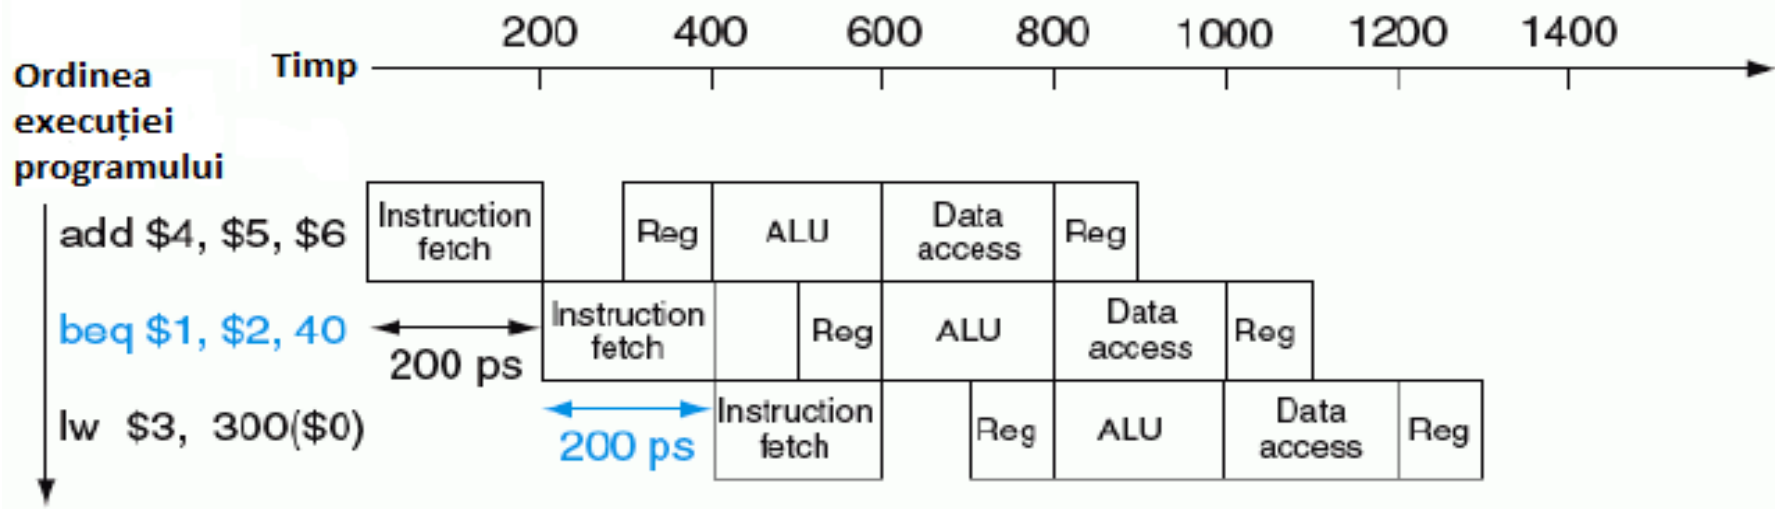 200 400 600 800 1000 1200 1400
Timp
Ordinea
execuției
programului
add $4, $5, $6
Instruction
fetch
Reg
ALU
Data
access
Reg
beq $1, $2, 40
200 ps
Instruction
fetch
Reg
ALU
Data
access
Reg
lw $3, 300($0)
200 ps
Instruction
fetch
Reg
ALU
Data
access
Reg